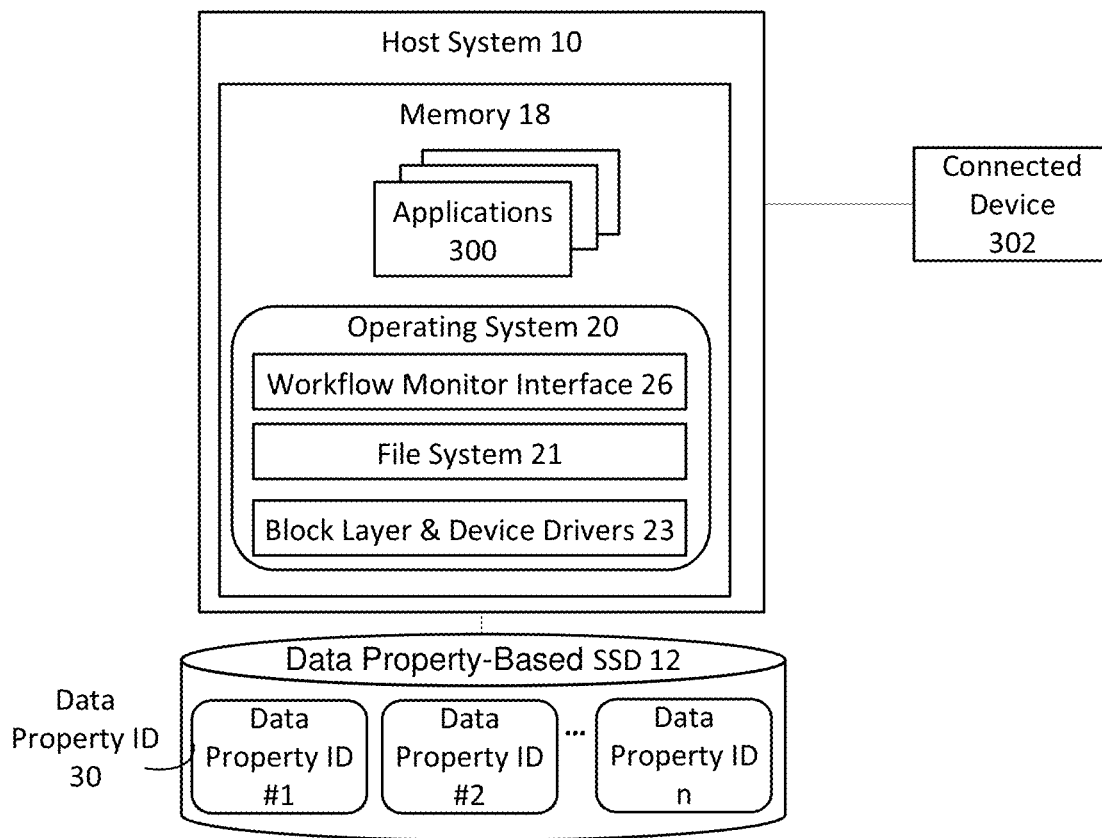 Host System 10
Memory 18
Applications
300
Connected
Device
302
Operating System 20
Workflow Monitor Interface 26
File System 21
Block Layer & Device Drivers 23
Data Property-Based SSD 12
Data
Property ID
30
Data
Property ID
#1
Data
Property ID
#2
...
Data
Property ID
n